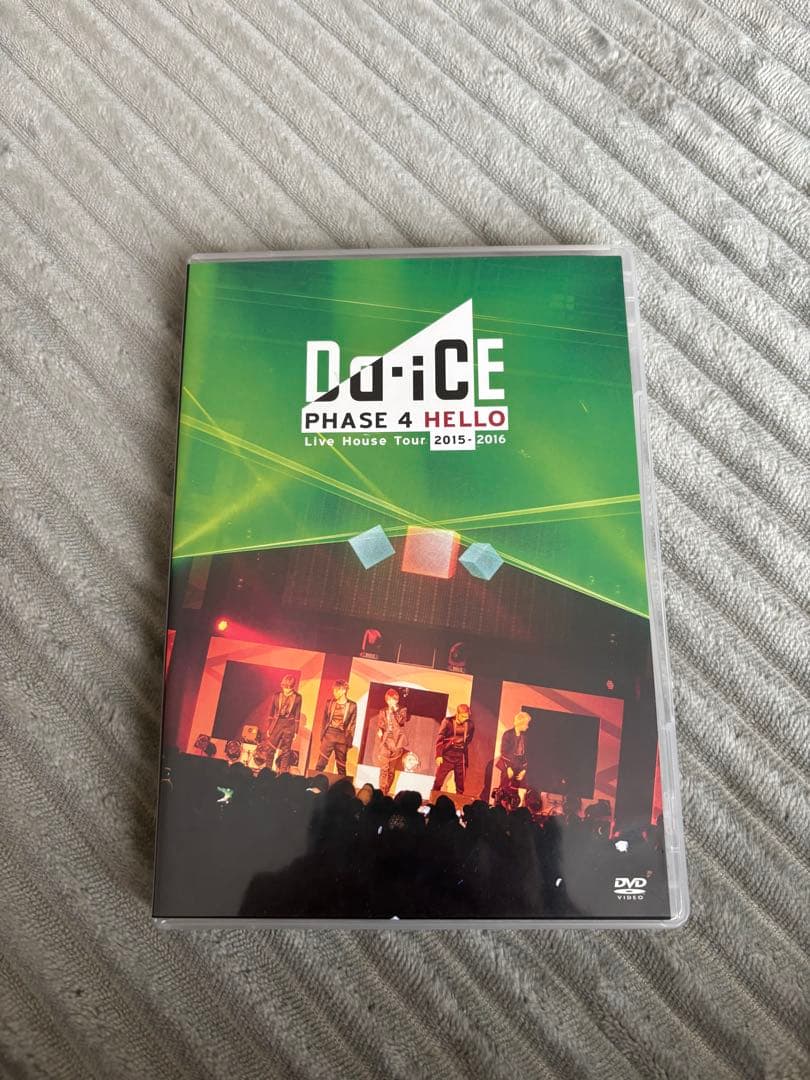 Da-iCE
PHASE 4 HELLO
Live House Tour 2015-2016
DVD
VIDEO